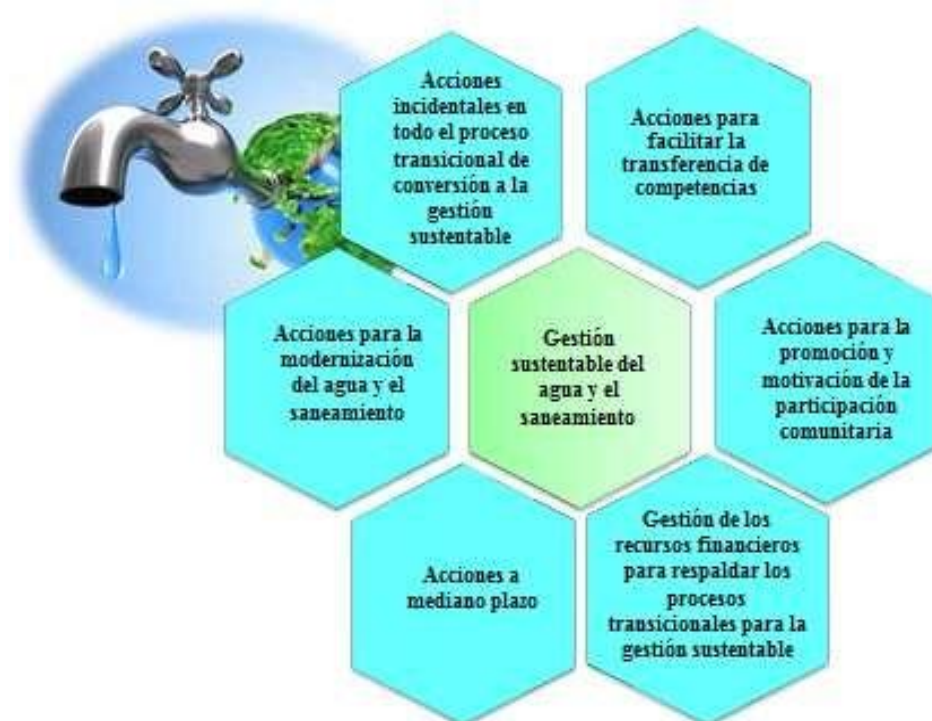 Acciones
incidentales en
todo el proceso
transicional de
conversión a la
gestión
sustentable
Acciones para
facilitar la
transferencia de
competencias
Acciones para la
modernización
del agua y el
saneamiento
Gestión
sustentable del
agua y el
saneamiento
Acciones para la
promoción y
motivación de la
participación
comunitaria
Acciones a
mediano plazo
Gestión de los
recursos financieros
para respaldar los
procesos
transicionales para la
gestión sustentable